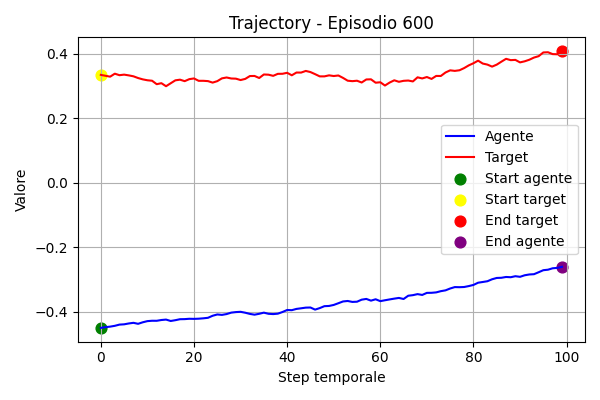 Trajectory - Episodio 600
Valore
0.4
0.2
0.0
−0.2
−0.4
Agente
Target
Start agente
Start target
End target
End agente
0
20
40
60
80
100
Step temporale